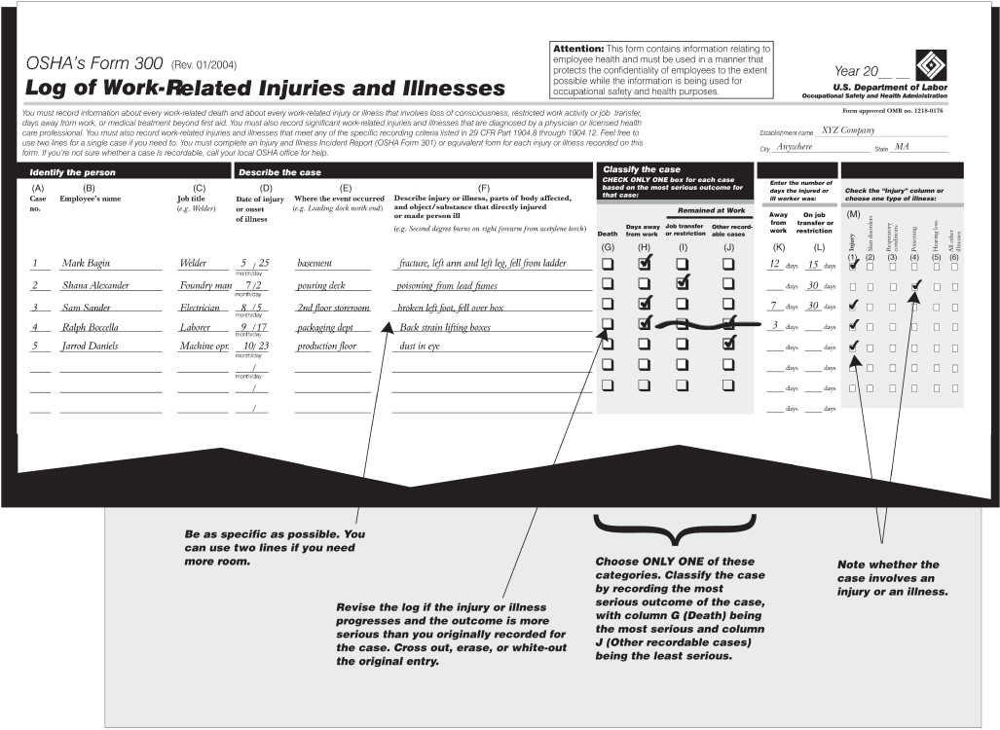 OSHA's Form 300 (Rev. 01/2004)
Log of Work-Related Injuries and Illnesses
Attention: This form contains information relating to
employee health and must be used in a manner that
protects the confidentiality of employees to the extent
possible while the information is being used for
occupational safety and health purposes.
Year 20__ __
U.S. Department of Labor
Occupational Safety and Health Administration
Form approved OMB no. 1218-0176
You must record information about every work-related death and about every work-related injury or illness that involves loss of consciousness, restricted work activity or job transfer,
days away from work, or medical treatment beyond first aid. You must also record significant work-related injuries and illnesses that are diagnosed by a physician or licensed health
care professional. You must also record work-related injuries and illnesses that meet any of the specific recording criteria listed in 29 CFR Part 1904.8 through 1904.12. Feel free to
use two lines for a single case if you need to. You must complete an Injury and Illness Incident Report (OSHA Form 301) or equivalent form for each injury or illness recorded on this
form. If you're not sure whether a case is recordable, call your local OSHA office for help.
Establishment name XYZ Company
City Anywhere State MA
Identify the person
(A) (B) (C)
Case Employee's name Job title
no. (e.g. Welder)
Describe the case
(D) (E) (F)
Date of injury Where the event occurred Describe injury or illness, parts of body affected,
or onset (e.g. Loading dock north end) and object/substance that directly injured
of illness or made person ill
(e.g. Second degree burns on right forearm from acetylene torch)
Classify the case
CHECK ONLY ONE box for each case
based on the most serious outcome for
that case:
Remained at Work
Death Days away from work Job transfer or restriction Other record-able cases
(G) (H) (I) (J)
Enter the number of
days the injured or
ill worker was:
Away from work On job transfer or restriction
(K) (L)
Check the "Injury" column or
choose one type of illness:
(M)
Injury Skin disorders Respiratory conditions Poisoning Hearing loss All other illnesses
(1) (2) (3) (4) (5) (6)
1 Mark Bagin Welder 5 / 25 basement fracture, left arm and left leg, fell from ladder 12 days 15 days
month/day
2 Shana Alexander Foundry man 7 / 2 pouring deck poisoning from lead fumes days 30 days
month/day
3 Sam Sander Electrician 8 / 5 2nd floor storeroom broken left foot, fell over box 7 days 30 days
month/day
4 Ralph Boccella Laborer 9 / 17 packaging dept Back strain lifting boxes 3 days days
month/day
5 Jarrod Daniels Machine opr. 10/ 23 production floor dust in eye days days
month/day
/ days days
month/day
/ days days
/ days days
Be as specific as possible. You
can use two lines if you need
more room.
Revise the log if the injury or illness
progresses and the outcome is more
serious than you originally recorded for
the case. Cross out, erase, or white-out
the original entry.
Choose ONLY ONE of these
categories. Classify the case
by recording the most
serious outcome of the case,
with column G (Death) being
the most serious and column
J (Other recordable cases)
being the least serious.
Note whether the
case involves an
injury or an illness.